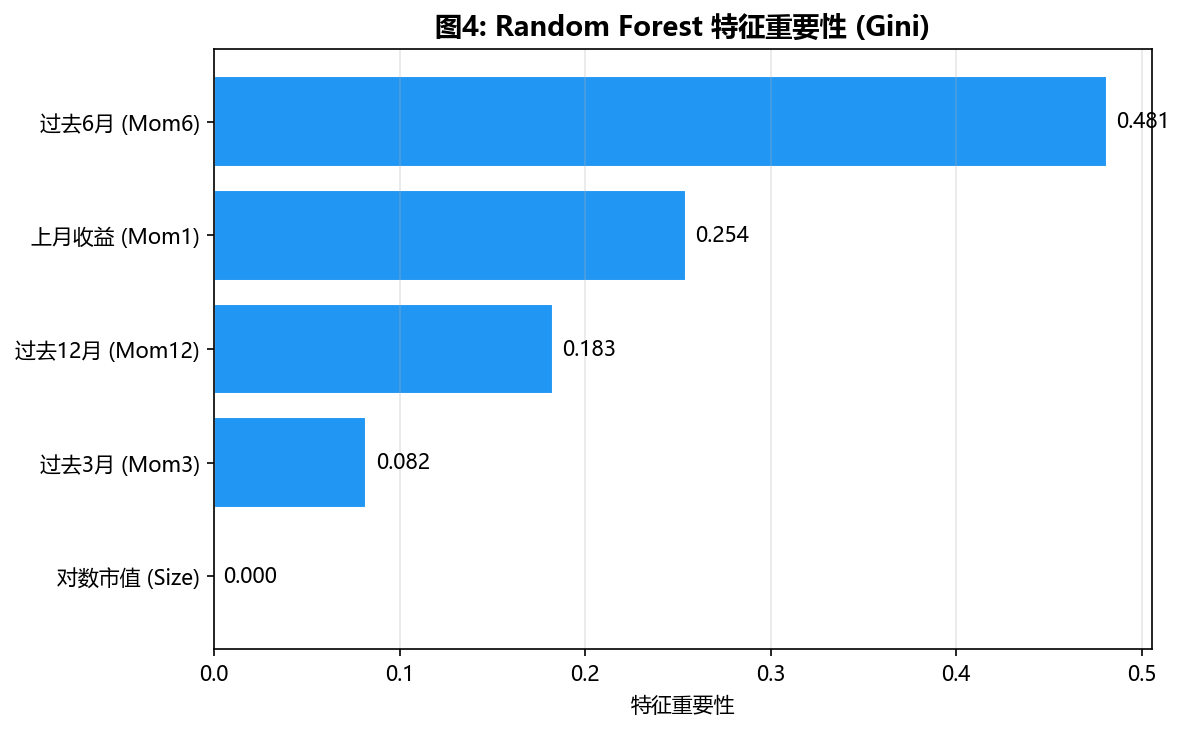 图4: Random Forest 特征重要性 (Gini)
过去6月 (Mom6)
0.481
上月收益 (Mom1)
0.254
过去12月 (Mom12)
0.183
过去3月 (Mom3)
0.082
对数市值 (Size)
0.000
0.0 0.1 0.2 0.3 0.4 0.5
特征重要性